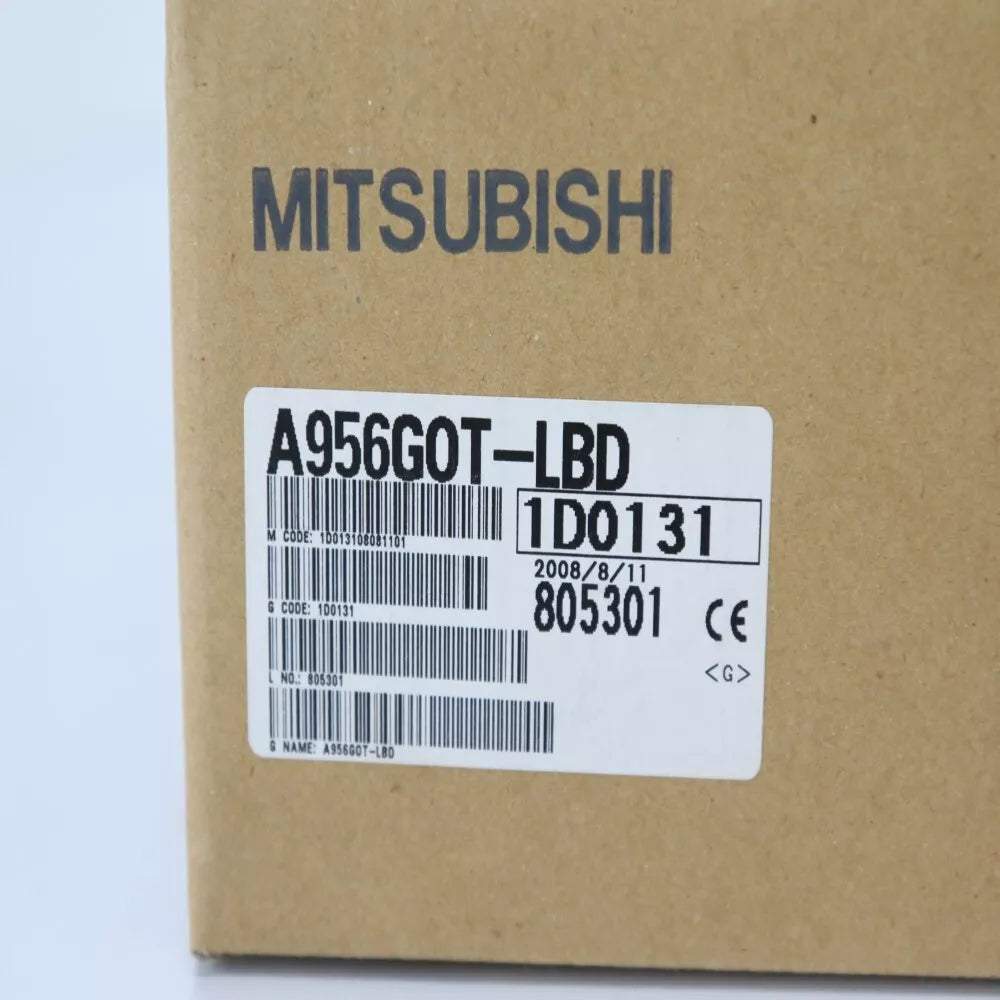 MITSUBISHI
A956GOT-LBD
1D0131
M CODE: 1D013108081101
2008/8/11
805301
G CODE: 1D0131
CE
<G>
L NO.: 805301
G NAME: A956GOT-LBD